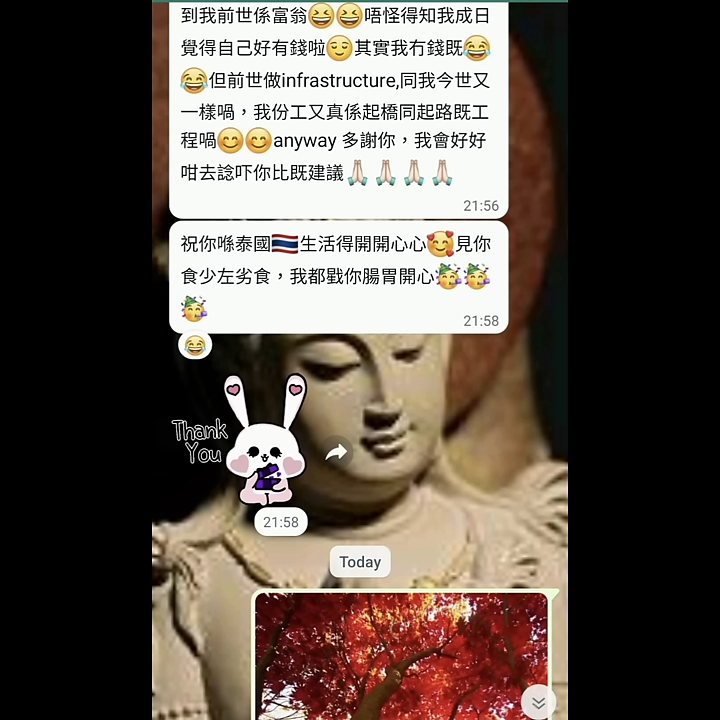 到我前世係富翁😆😆唔怪得知我成日
覺得自己好有錢啦😌其實我冇錢既😂
😂但前世做infrastructure,同我今世又
一樣喎，我份工又真係起橋同起路既工
程喎😊😊anyway 多謝你，我會好好
咁去諗吓你比既建議🙏🏻🙏🏻🙏🏻🙏🏻
21:56
祝你喺泰國🇹🇭生活得開開心心🥰見你
食少左劣食，我都戥你腸胃開心🥳🥳
🥳
21:58
😂
Thank
You
21:58
Today